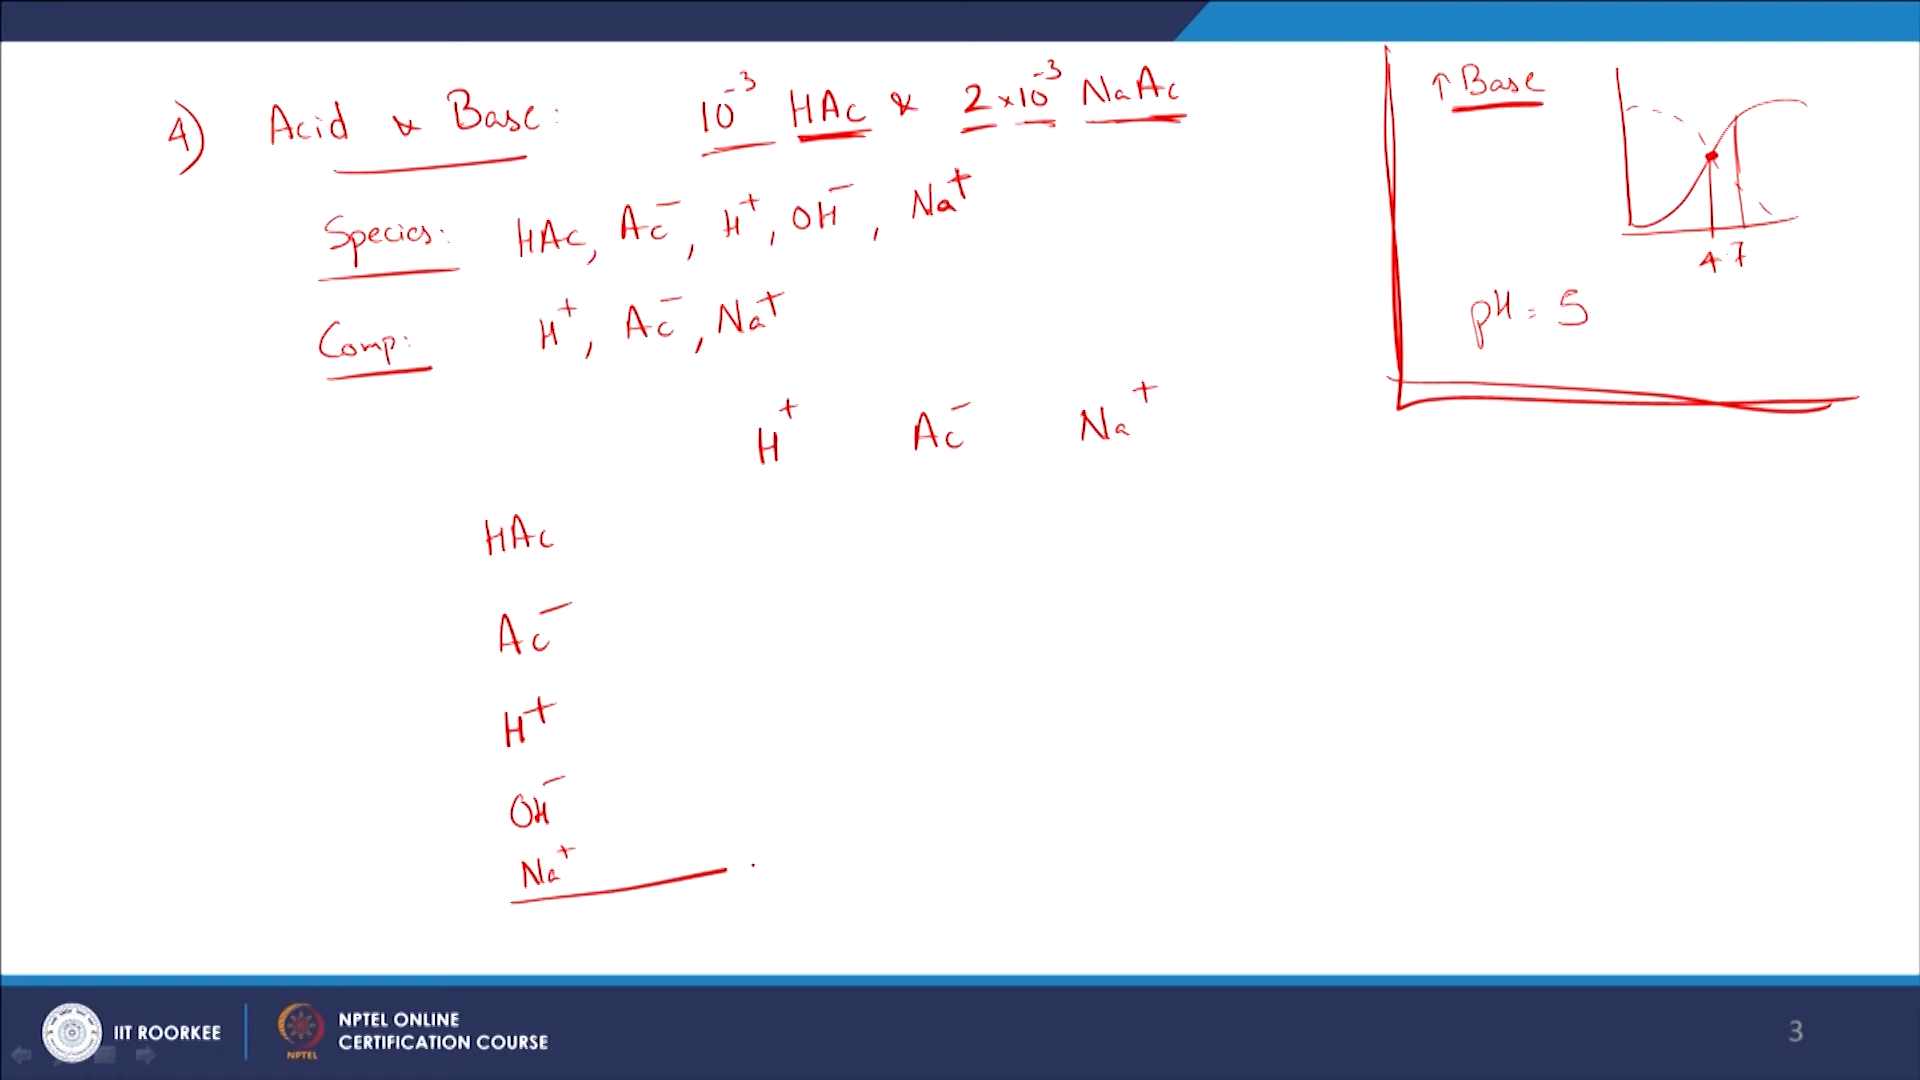 4) Acid & Base: 10⁻³ HAc & 2×10⁻³ NaAc
Species: HAc, Ac⁻, H⁺, OH⁻, Na⁺
Comp: H⁺, Ac⁻, Na⁺
H⁺ Ac⁻ Na⁺
HAc
Ac⁻
H⁺
OH⁻
Na⁺
↑ Base
4.7
pH = 5
IIT ROORKEE
NPTEL
NPTEL ONLINE
CERTIFICATION COURSE
3